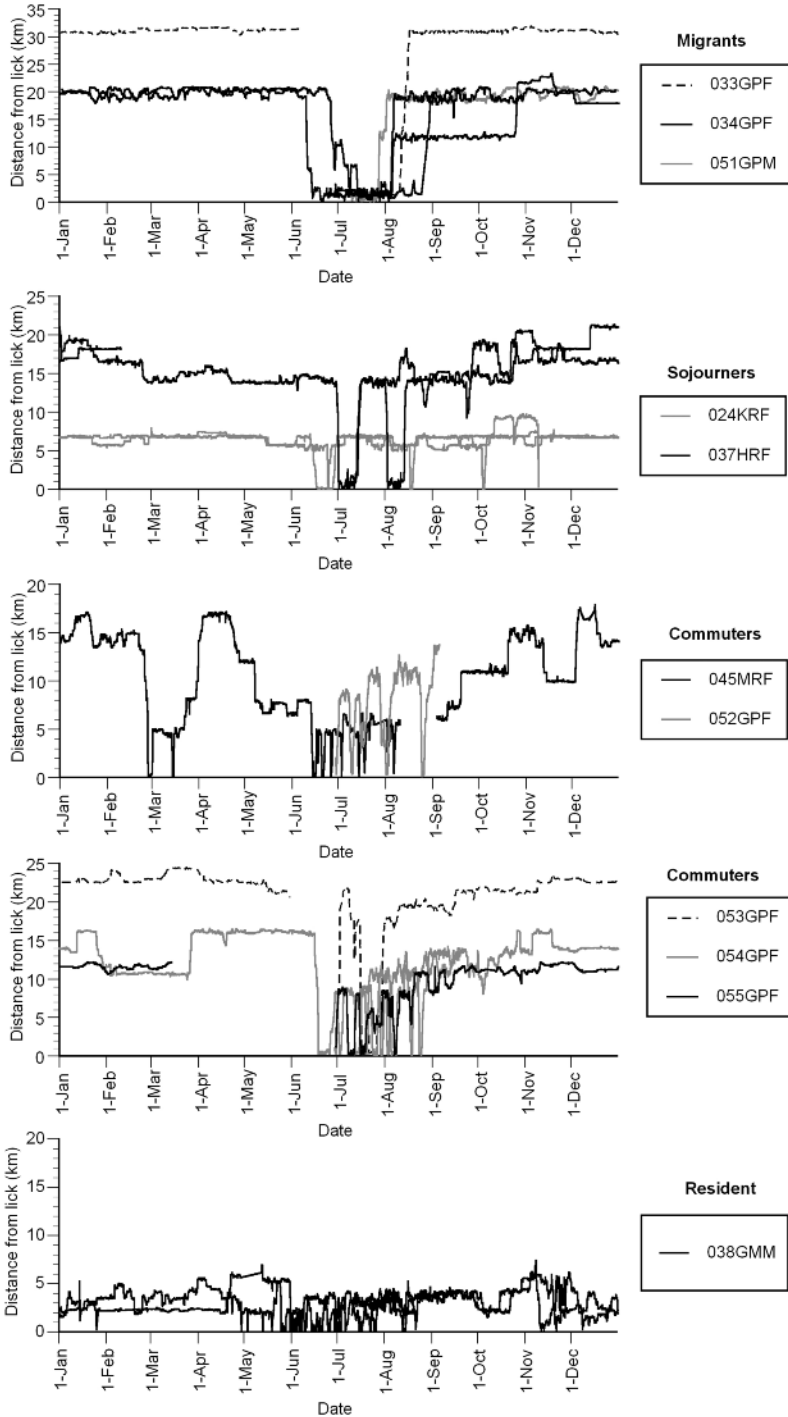 35
30
25
20
15
10
5
0
Distance from lick (km)
1-Jan
1-Feb
1-Mar
1-Apr
1-May
1-Jun
1-Jul
1-Aug
1-Sep
1-Oct
1-Nov
1-Dec
Date
Migrants
033GPF
034GPF
051GPM
25
20
15
10
5
0
Distance from lick (km)
1-Jan
1-Feb
1-Mar
1-Apr
1-May
1-Jun
1-Jul
1-Aug
1-Sep
1-Oct
1-Nov
1-Dec
Date
Sojourners
024KRF
037HRF
20
15
10
5
0
Distance from lick (km)
1-Jan
1-Feb
1-Mar
1-Apr
1-May
1-Jun
1-Jul
1-Aug
1-Sep
1-Oct
1-Nov
1-Dec
Date
Commuters
045MRF
052GPF
25
20
15
10
5
0
Distance from lick (km)
1-Jan
1-Feb
1-Mar
1-Apr
1-May
1-Jun
1-Jul
1-Aug
1-Sep
1-Oct
1-Nov
1-Dec
Date
Commuters
053GPF
054GPF
055GPF
20
15
10
5
0
Distance from lick (km)
1-Jan
1-Feb
1-Mar
1-Apr
1-May
1-Jun
1-Jul
1-Aug
1-Sep
1-Oct
1-Nov
1-Dec
Date
Resident
038GMM